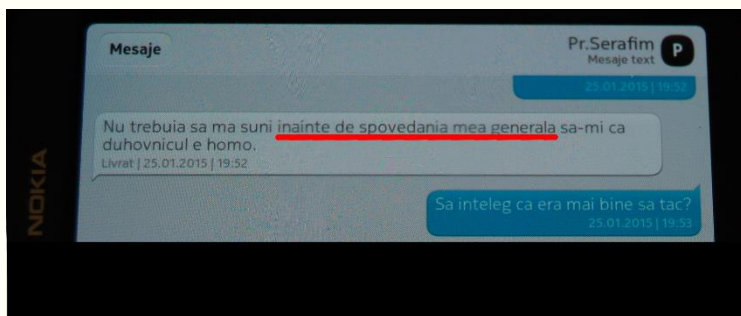 Mesaje
Pr.Serafim
Mesaje text
P
25.01.2015 | 19:52
Nu trebuia sa ma suni inainte de spovedania mea generala sa-mi ca
duhovnicul e homo.
Livrat | 25.01.2015 | 19:52
Sa inteleg ca era mai bine sa tac?
25.01.2015 | 19:53
NOKIA